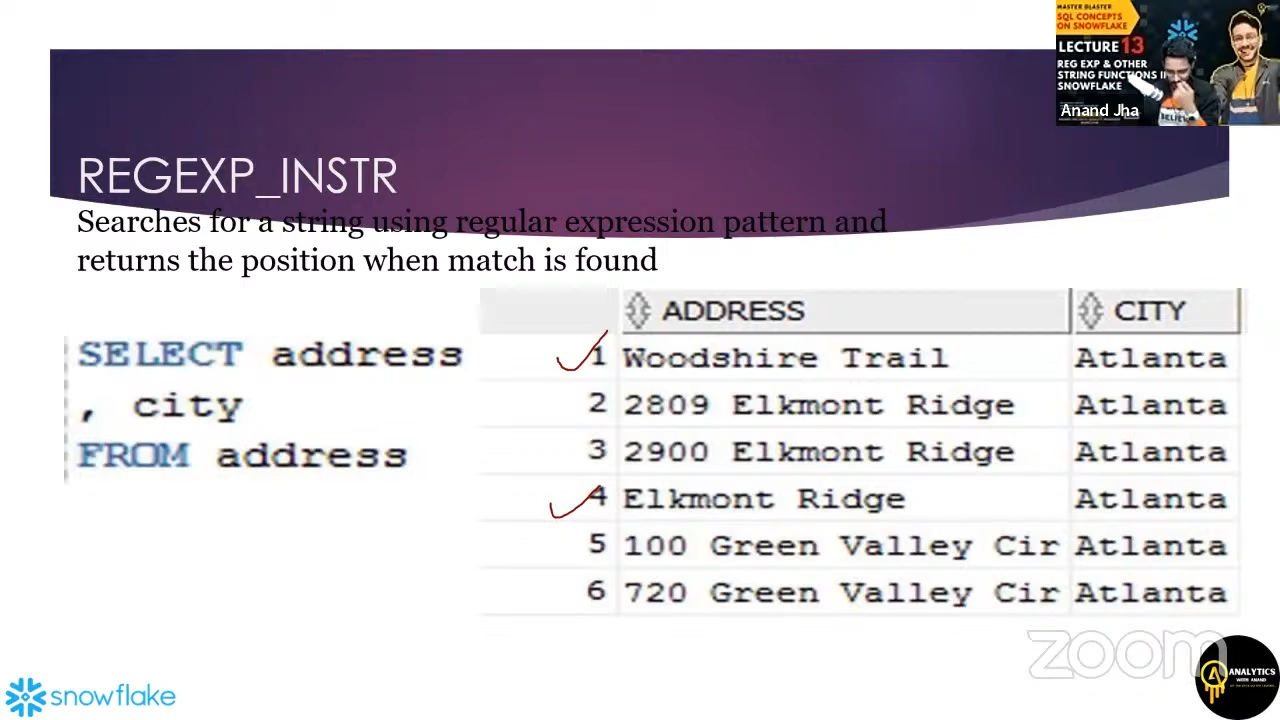 MASTER BLASTER
SQL CONCEPTS
ON SNOWFLAKE
LECTURE 13
REG EXP & OTHER
STRING FUNCTIONS I
SNOWFLAKE
Anand Jha
REGEXP_INSTR
Searches for a string using regular expression pattern and
returns the position when match is found
SELECT address
, city
FROM address
ADDRESS CITY
1 Woodshire Trail Atlanta
2 2809 Elkmont Ridge Atlanta
3 2900 Elkmont Ridge Atlanta
4 Elkmont Ridge Atlanta
5 100 Green Valley Cir Atlanta
6 720 Green Valley Cir Atlanta
zoom
snowflake
ANALYTICS
WITH ANAND